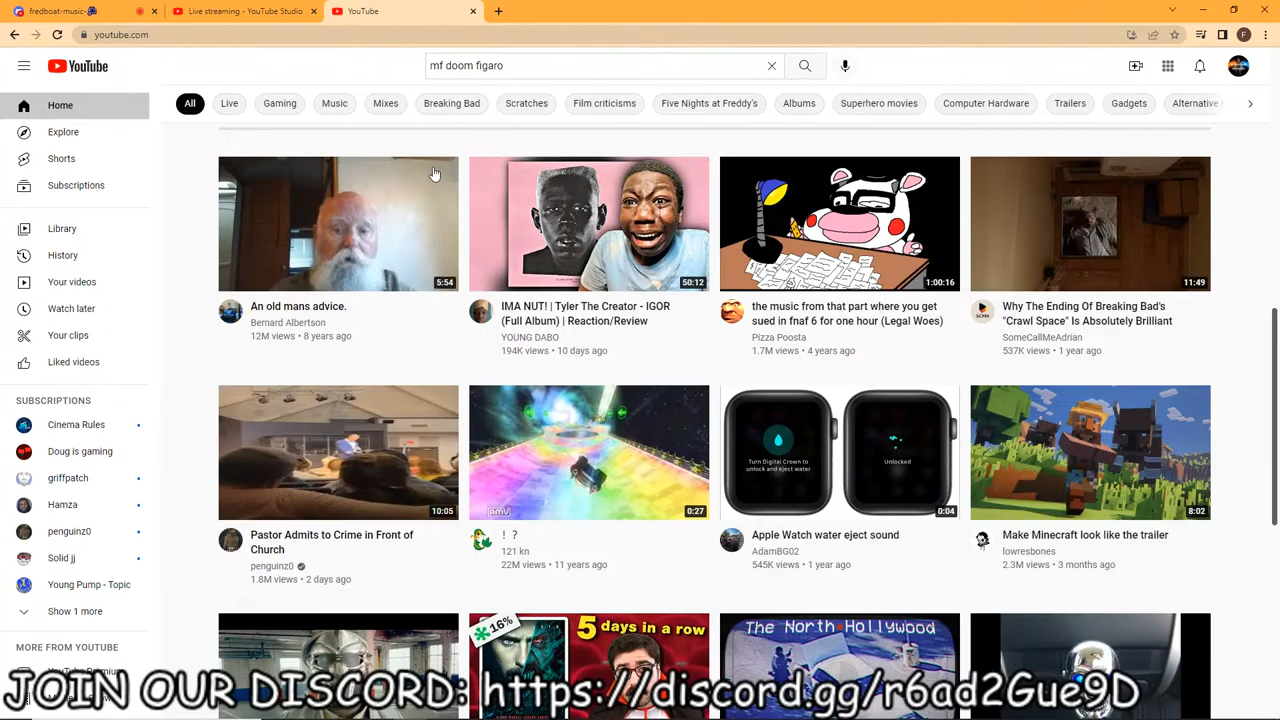 fredboat-music-
Live streaming - YouTube Studio
YouTube
youtube.com
YouTube
mf doom figaro
All
Live
Gaming
Music
Mixes
Breaking Bad
Scratches
Film criticisms
Five Nights at Freddy's
Albums
Superhero movies
Computer Hardware
Trailers
Gadgets
Alternative
Home
Explore
Shorts
Subscriptions
Library
History
Your videos
Watch later
Your clips
Liked videos
SUBSCRIPTIONS
Cinema Rules
Doug is gaming
griffpatch
Hamza
penguinz0
Solid jj
Young Pump - Topic
Show 1 more
MORE FROM YOUTUBE
YouTube Premium
5:54
An old mans advice.
Bernard Albertson
12M views • 8 years ago
50:12
IMA NUT! | Tyler The Creator - IGOR
(Full Album) | Reaction/Review
YOUNG DABO
194K views • 10 days ago
1:00:16
the music from that part where you get
sued in fnaf 6 for one hour (Legal Woes)
Pizza Poosta
1.7M views • 4 years ago
11:49
SCMA
Why The Ending Of Breaking Bad's
"Crawl Space" Is Absolutely Brilliant
SomeCallMeAdrian
537K views • 1 year ago
10:05
Pastor Admits to Crime in Front of
Church
penguinz0
1.8M views • 2 days ago
AMU
0:27
! ?
121 kn
22M views • 11 years ago
Turn Digital Crown to
unlock and eject water
Unlocked
0:04
Apple Watch water eject sound
AdamBG02
545K views • 1 year ago
8:02
Make Minecraft look like the trailer
lowresbones
2.3M views • 3 months ago
16%
5 days in a row
The North Hollywood
JOIN OUR DISCORD: https://discord.gg/r6ad2Gue9D